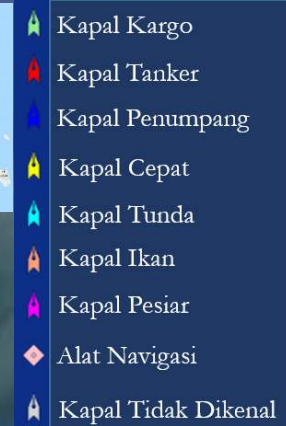 Kapal Kargo
Kapal Tanker
Kapal Penumpang
Kapal Cepat
Kapal Tunda
Kapal Ikan
Kapal Pesiar
Alat Navigasi
Kapal Tidak Dikenal